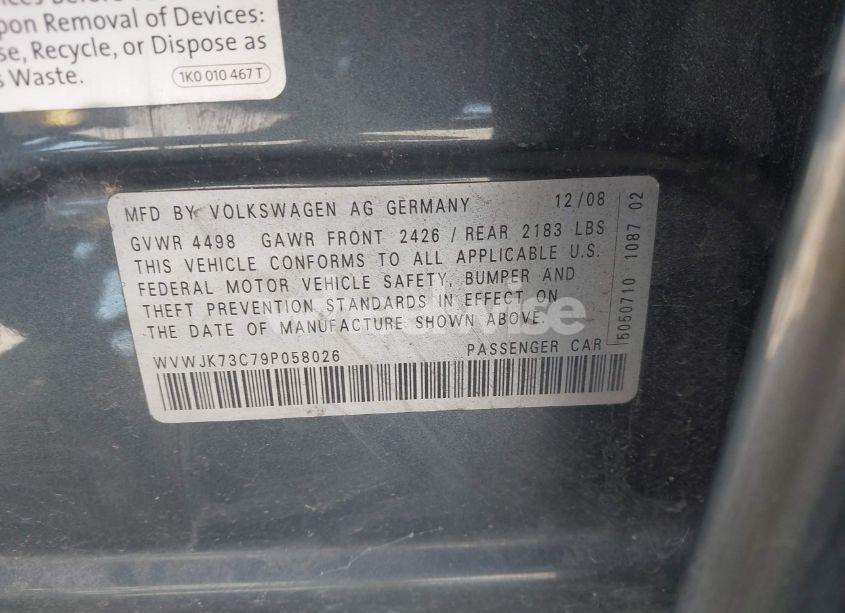 pon Removal of Devices:
se, Recycle, or Dispose as
s Waste.
1K0 010 467 T
MFD BY VOLKSWAGEN AG GERMANY 12/08
GVWR 4498 GAWR FRONT 2426 / REAR 2183 LBS
THIS VEHICLE CONFORMS TO ALL APPLICABLE U.S.
FEDERAL MOTOR VEHICLE SAFETY, BUMPER AND
THEFT PREVENTION STANDARDS IN EFFECT ON
THE DATE OF MANUFACTURE SHOWN ABOVE.
WVWJK73C79P058026 PASSENGER CAR
5050710 1087 02